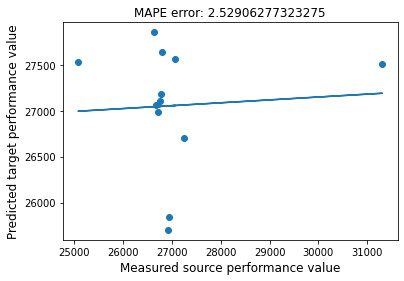 MAPE error: 2.52906277323275
Predicted target performance value
27500
27000
26500
26000
25000 26000 27000 28000 29000 30000 31000
Measured source performance value